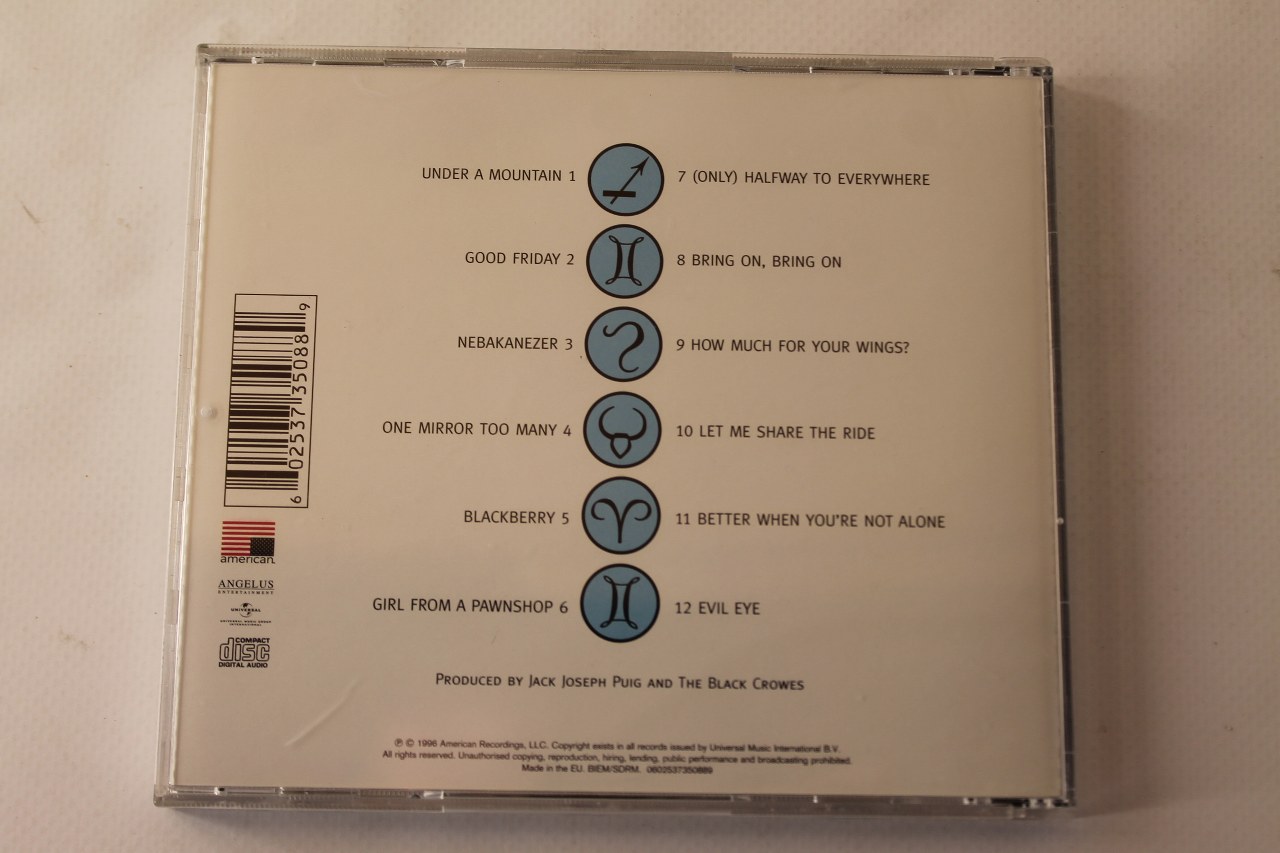 UNDER A MOUNTAIN 1
GOOD FRIDAY 2
NEBAKANEZER 3
ONE MIRROR TOO MANY 4
BLACKBERRY 5
GIRL FROM A PAWNSHOP 6
7 (ONLY) HALFWAY TO EVERYWHERE
8 BRING ON, BRING ON
9 HOW MUCH FOR YOUR WINGS?
10 LET ME SHARE THE RIDE
11 BETTER WHEN YOU'RE NOT ALONE
12 EVIL EYE
6 02537 35088 9
american.
ANGELUS
ENTERTAINMENT
UNIVERSAL
UNIVERSAL MUSIC GROUP
INTERNATIONAL
COMPACT
disc
DIGITAL AUDIO
PRODUCED BY JACK JOSEPH PUIG AND THE BLACK CROWES
℗ © 1996 American Recordings, LLC. Copyright exists in all records issued by Universal Music International B.V.
All rights reserved. Unauthorised copying, reproduction, hiring, lending, public performance and broadcasting prohibited.
Made in the EU. BIEM/SDRM. 0602537350889